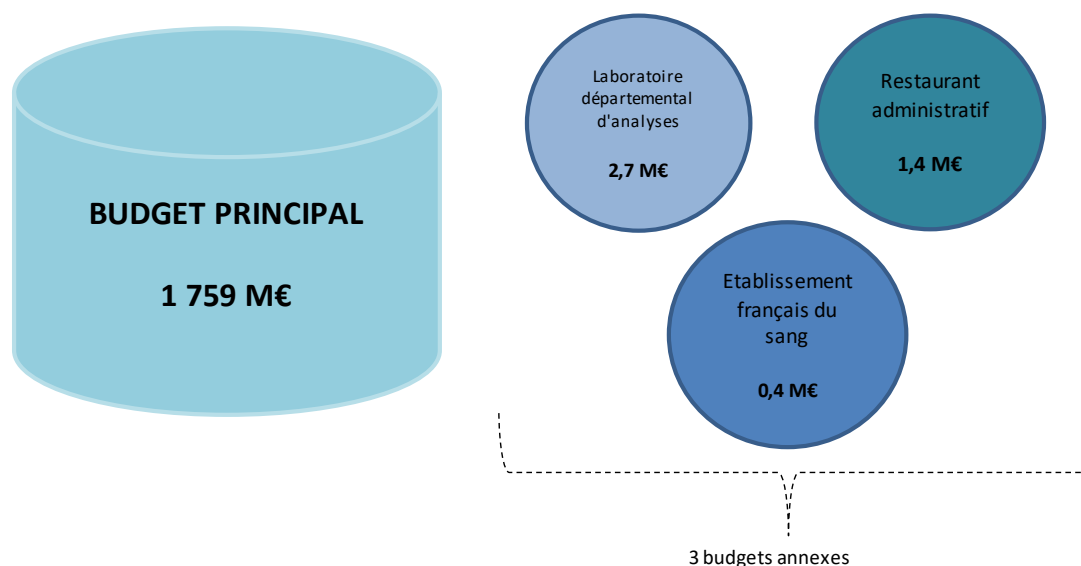 BUDGET PRINCIPAL
1 759 M€
Laboratoire
départemental
d'analyses
2,7 M€
Restaurant
administratif
1,4 M€
Etablissement
français du
sang
0,4 M€
3 budgets annexes